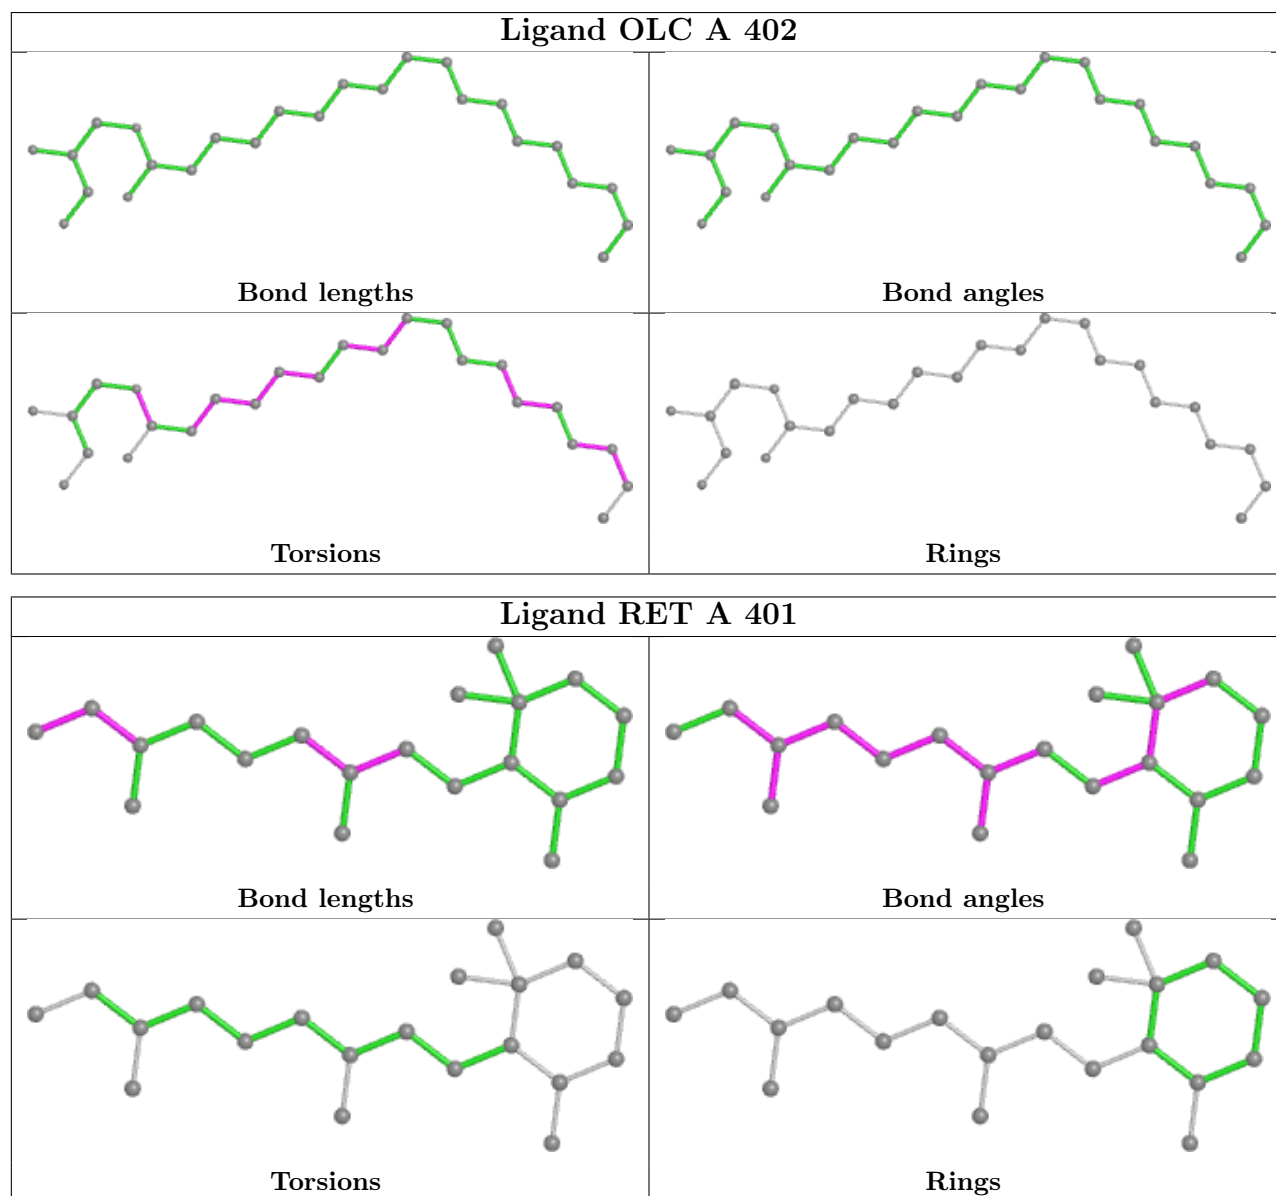 Ligand OLC A 402
Bond lengths
Bond angles
Torsions
Rings
Ligand RET A 401
Bond lengths
Bond angles
Torsions
Rings